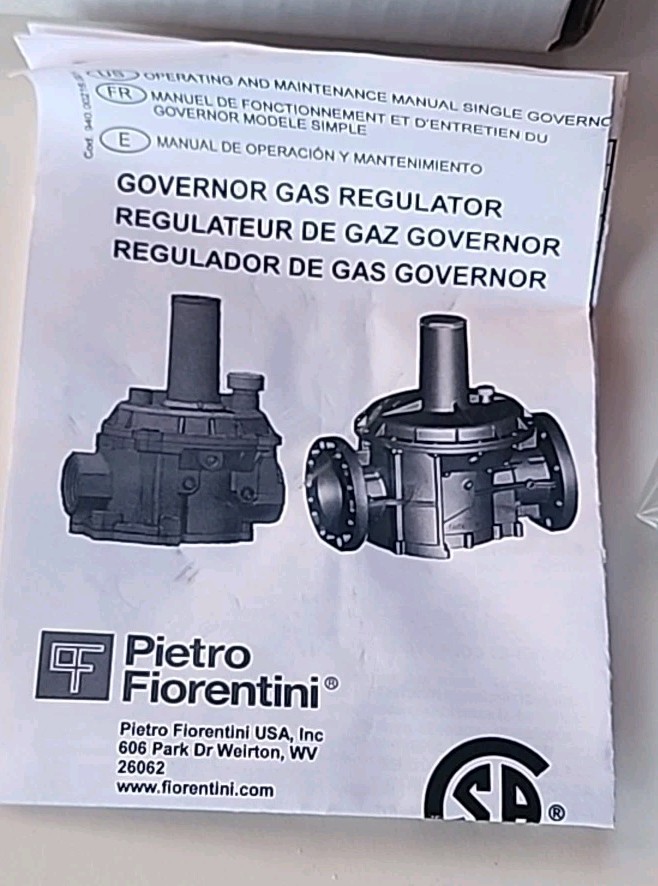 US OPERATING AND MAINTENANCE MANUAL SINGLE GOVERNO
FR MANUEL DE FONCTIONNEMENT ET D'ENTRETIEN DU
GOVERNOR MODELE SIMPLE
E MANUAL DE OPERACIÓN Y MANTENIMIENTO
GOVERNOR GAS REGULATOR
REGULATEUR DE GAZ GOVERNOR
REGULADOR DE GAS GOVERNOR
PF Pietro
Fiorentini®
Pietro Fiorentini USA, Inc
606 Park Dr Weirton, WV
26062
www.fiorentini.com
SA ®